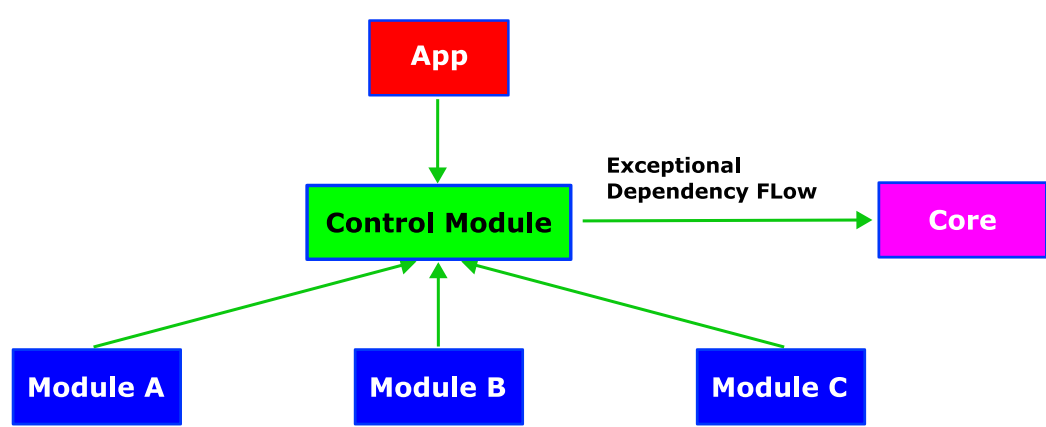 App
Exceptional
Dependency FLow
Control Module
Core
Module A
Module B
Module C